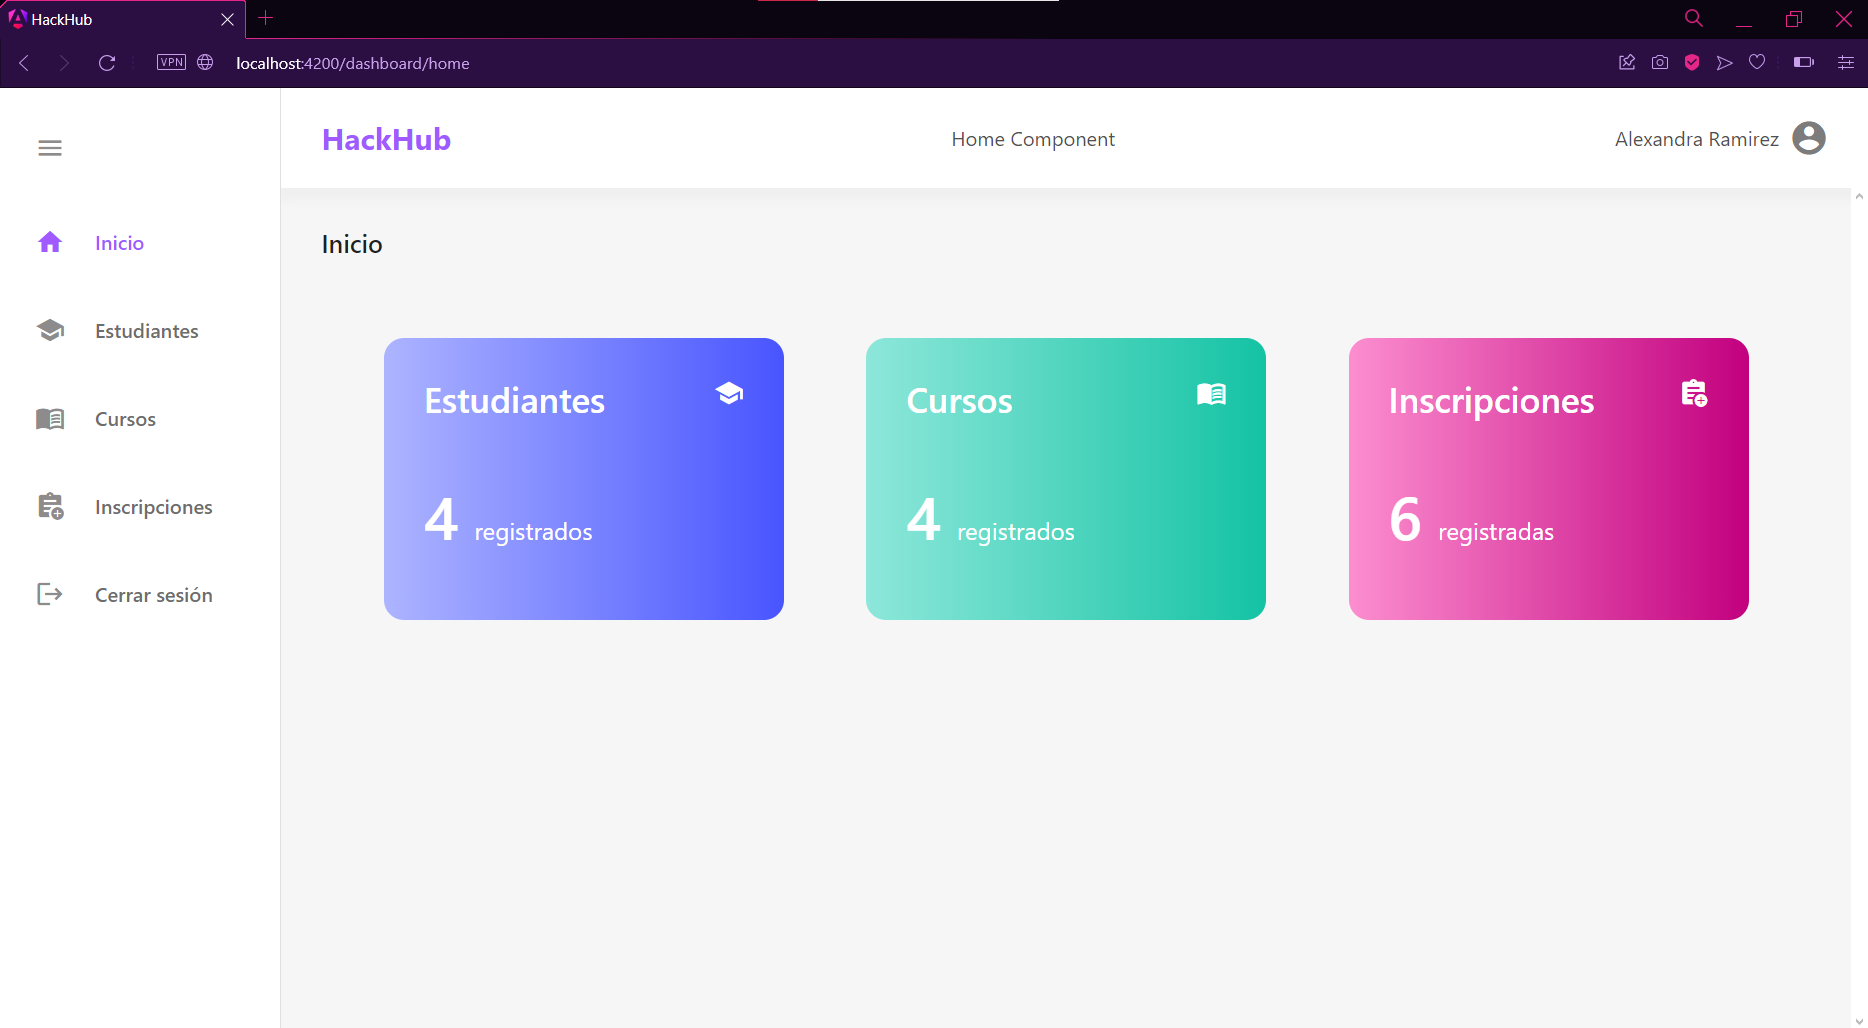 HackHub
VPN
localhost:4200/dashboard/home
HackHub
Home Component
Alexandra Ramirez
Inicio
Estudiantes
Cursos
Inscripciones
Cerrar sesión
Inicio
Estudiantes
4 registrados
Cursos
4 registrados
Inscripciones
6 registradas